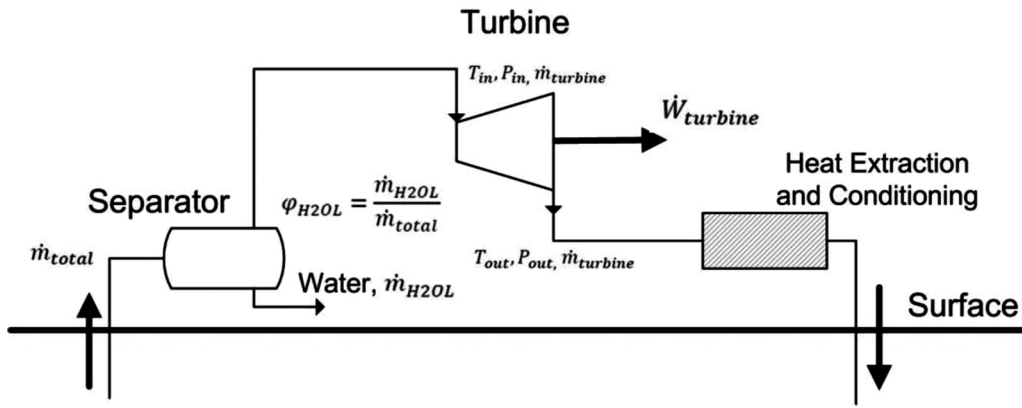 Turbine
T_in, P_in, ṁ_turbine
Ẇ_turbine
Heat Extraction
and Conditioning
Separator
φ_H2OL = ṁ_H2OL / ṁ_total
ṁ_total
T_out, P_out, ṁ_turbine
Water, ṁ_H2OL
Surface